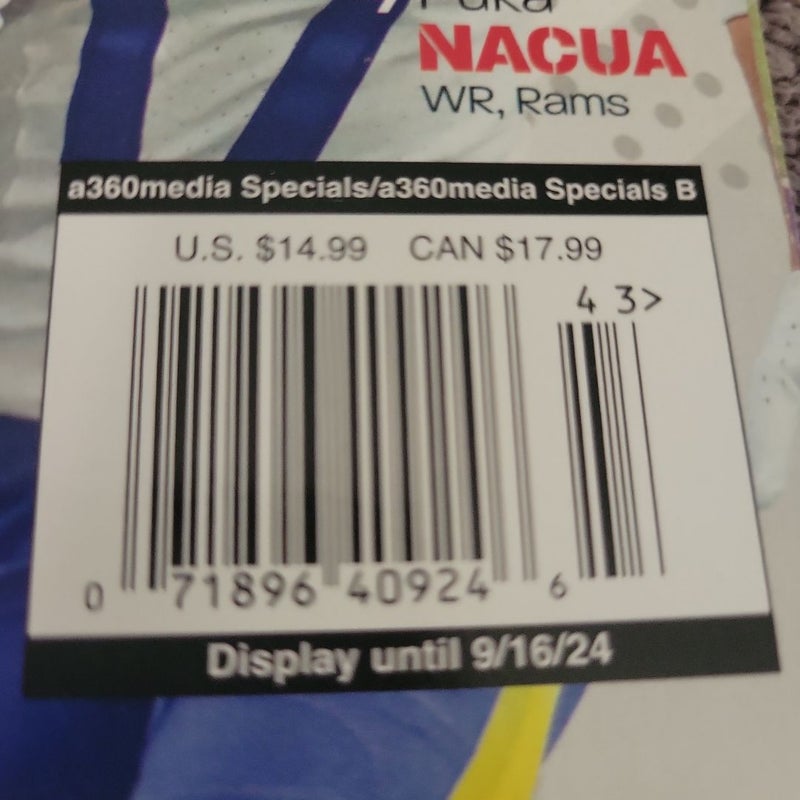 Puka
NACUA
WR, Rams
a360media Specials/a360media Specials B
U.S. $14.99 CAN $17.99
4 3>
0 71896 40924 6
Display until 9/16/24